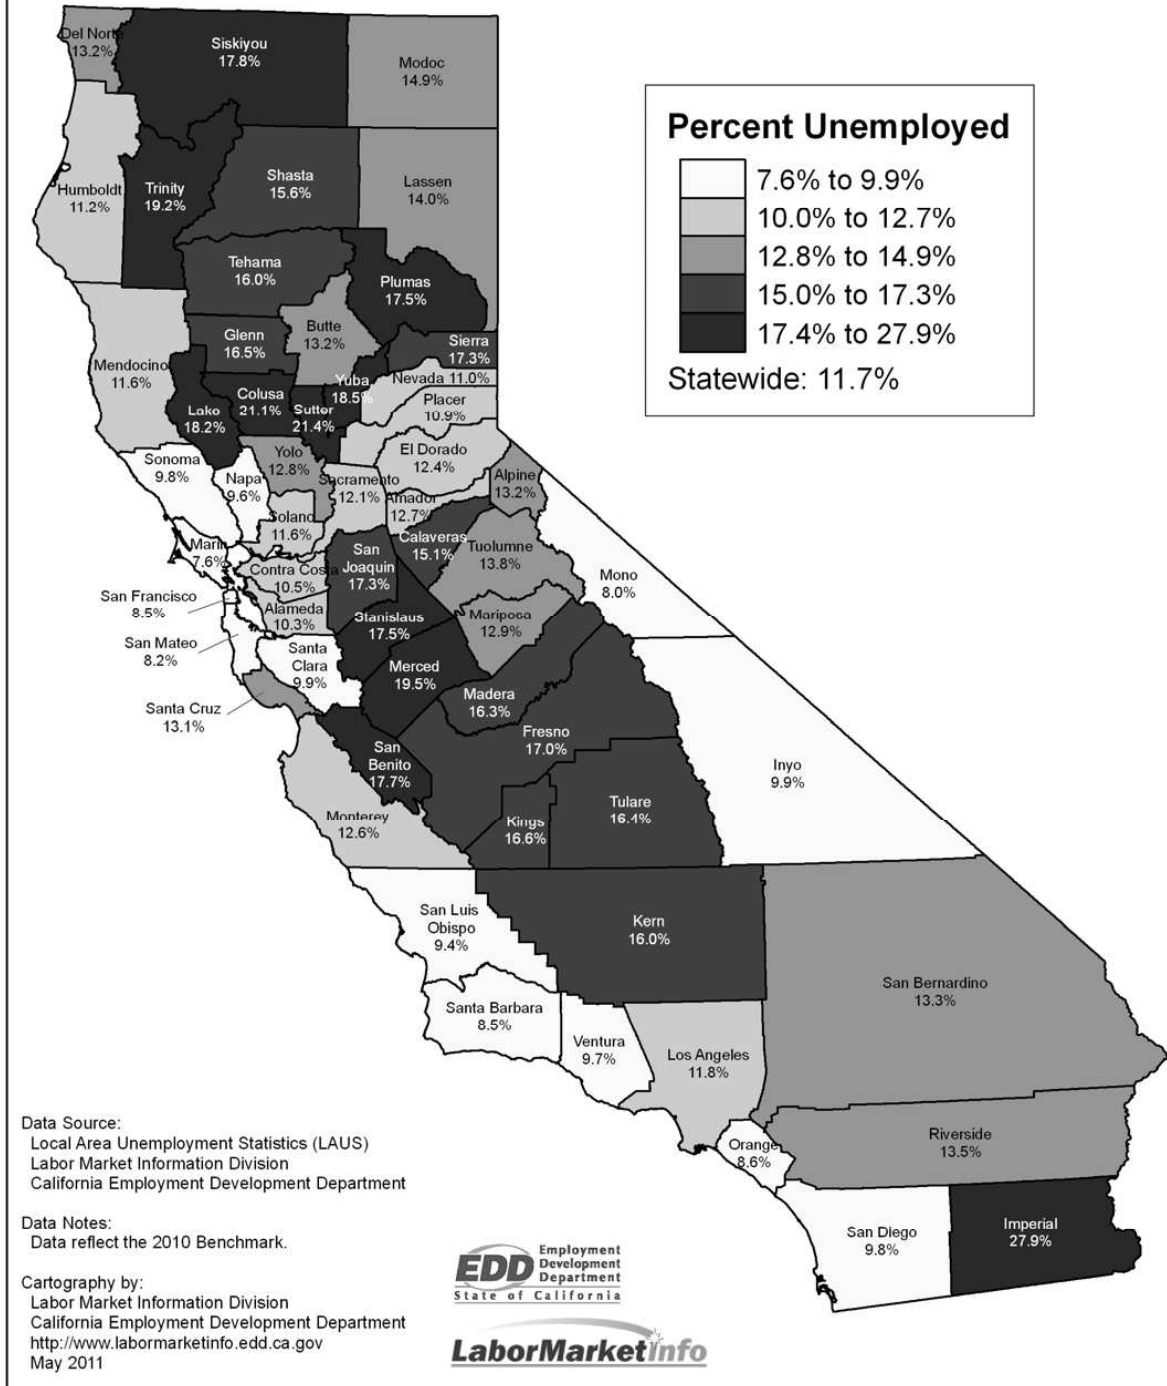 Del Norte
13.2%
Siskiyou
17.8%
Modoc
14.9%
Humboldt
11.2%
Trinity
19.2%
Shasta
15.6%
Lassen
14.0%
Tehama
16.0%
Plumas
17.5%
Glenn
16.5%
Butte
13.2%
Sierra
17.3%
Mendocino
11.6%
Lake
18.2%
Colusa
21.1%
Sutter
21.4%
Yuba
18.5%
Nevada 11.0%
Placer
10.9%
El Dorado
12.4%
Sonoma
9.8%
Napa
9.6%
Yolo
12.8%
Sacramento
12.1%
Amador
12.7%
Alpine
13.2%
Solano
11.6%
Marin
7.6%
Contra Costa
10.5%
San
Joaquin
17.3%
Calaveras
15.1%
Tuolumne
13.8%
Mono
8.0%
San Francisco
8.5%
Alameda
10.3%
Stanislaus
17.5%
Mariposa
12.9%
San Mateo
8.2%
Santa
Clara
9.9%
Merced
19.5%
Madera
16.3%
Santa Cruz
13.1%
San
Benito
17.7%
Fresno
17.0%
Inyo
9.9%
Monterey
12.6%
Kings
16.6%
Tulare
16.4%
San Luis
Obispo
9.4%
Kern
16.0%
San Bernardino
13.3%
Santa Barbara
8.5%
Ventura
9.7%
Los Angeles
11.8%
Orange
8.6%
Riverside
13.5%
San Diego
9.8%
Imperial
27.9%
Percent Unemployed
7.6% to 9.9%
10.0% to 12.7%
12.8% to 14.9%
15.0% to 17.3%
17.4% to 27.9%
Statewide: 11.7%
Data Source:
Local Area Unemployment Statistics (LAUS)
Labor Market Information Division
California Employment Development Department
Data Notes:
Data reflect the 2010 Benchmark.
Cartography by:
Labor Market Information Division
California Employment Development Department
http://www.labormarketinfo.edd.ca.gov
May 2011
EDD
Employment
Development
Department
State of California
LaborMarketInfo